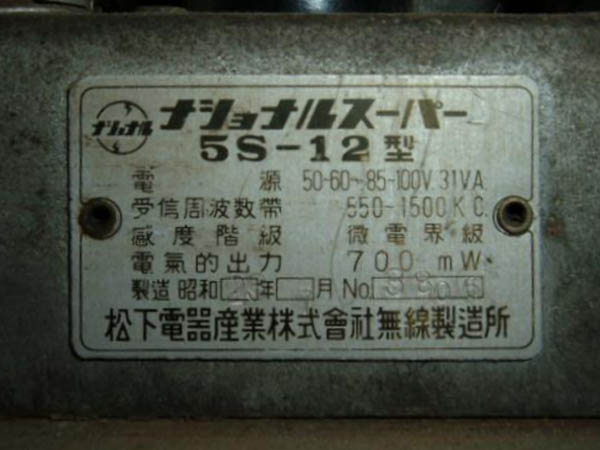 ナショナル
ナショナルスーパー
5S-12型
電源 50-60~85-100V.31VA
受信周波数帯 550-1500KC.
感度階級 微電界級
電氣的出力 700mW.
製造 昭和 年 月 No.
松下電器産業株式會社無線製造所